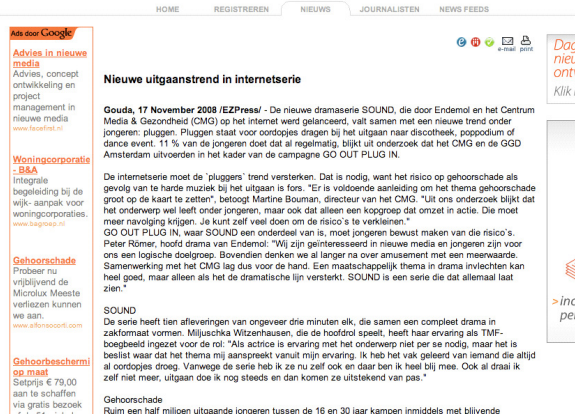 HOME REGISTREREN NIEUWS JOURNALISTEN NEWS FEEDS
Ads door Google
Advies in nieuwe
media
Advies, concept
ontwikkeling en
project
management in
nieuwe media
www.facefirst.nl
Woningcorporatie
- B&A
Integrale
begeleiding bij de
wijk- aanpak voor
woningcorporaties.
www.bagroep.nl
Gehoorschade
Probeer nu
vrijblijvend de
Microlux Meeste
verliezen kunnen
we aan.
www.alfonsocorti.com
Gehoorbeschermi
op maat
Setprijs € 79,00
aan te schaffen
via gratis bezoek
e-mail print
Nieuwe uitgaanstrend in internetserie
Gouda, 17 November 2008 /EZPress/ - De nieuwe dramaserie SOUND, die door Endemol en het Centrum
Media & Gezondheid (CMG) op het internet werd gelanceerd, valt samen met een nieuwe trend onder
jongeren: pluggen. Pluggen staat voor oordopjes dragen bij het uitgaan naar discotheek, poppodium of
dance event. 11 % van de jongeren doet dat al regelmatig, blijkt uit onderzoek dat het CMG en de GGD
Amsterdam uitvoerden in het kader van de campagne GO OUT PLUG IN.
De internetserie moet de `pluggers` trend versterken. Dat is nodig, want het risico op gehoorschade als
gevolg van te harde muziek bij het uitgaan is fors. "Er is voldoende aanleiding om het thema gehoorschade
groot op de kaart te zetten", betoogt Martine Bouman, directeur van het CMG. "Uit ons onderzoek blijkt dat
het onderwerp wel leeft onder jongeren, maar ook dat alleen een kopgroep dat omzet in actie. Die moet
meer navolging krijgen. Je kunt zelf veel doen om de risico`s te verkleinen."
GO OUT PLUG IN, waar SOUND een onderdeel van is, moet jongeren bewust maken van die risico`s.
Peter Römer, hoofd drama van Endemol: "Wij zijn geïnteresseerd in nieuwe media en jongeren zijn voor
ons een logische doelgroep. Bovendien denken we al langer na over amusement met een meerwaarde.
Samenwerking met het CMG lag dus voor de hand. Een maatschappelijk thema in drama invlechten kan
heel goed, maar alleen als het de dramatische lijn versterkt. SOUND is een serie die dat allemaal laat
zien."
SOUND
De serie heeft tien afleveringen van ongeveer drie minuten elk, die samen een compleet drama in
zakformaat vormen. Miljuschka Witzenhausen, die de hoofdrol speelt, heeft haar ervaring als TMF-
boegbeeld ingezet voor de rol: "Als actrice is ervaring met het onderwerp niet per se nodig, maar het is
beslist waar dat het thema mij aanspreekt vanuit mijn ervaring. Ik heb het vak geleerd van iemand die altijd
al oordopjes droeg. Vanwege de serie heb ik ze nu zelf ook en daar ben ik heel blij mee. Ook al draai ik
zelf niet meer, uitgaan doe ik nog steeds en dan komen ze uitstekend van pas."
Gehoorschade
Ruim een half miljoen uitgaande jongeren tussen de 16 en 30 jaar kampen inmiddels met blijvende
Dag
nieu
ont
Klik
> inc
pe